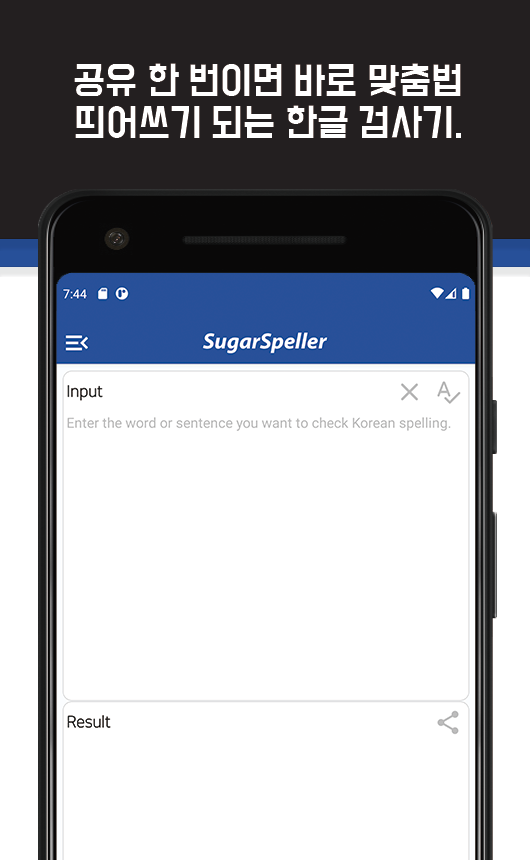 공유 한 번이면 바로 맞춤법
띄어쓰기 되는 한글 검사기.
7:44
SugarSpeller
Input
Enter the word or sentence you want to check Korean spelling.
Result